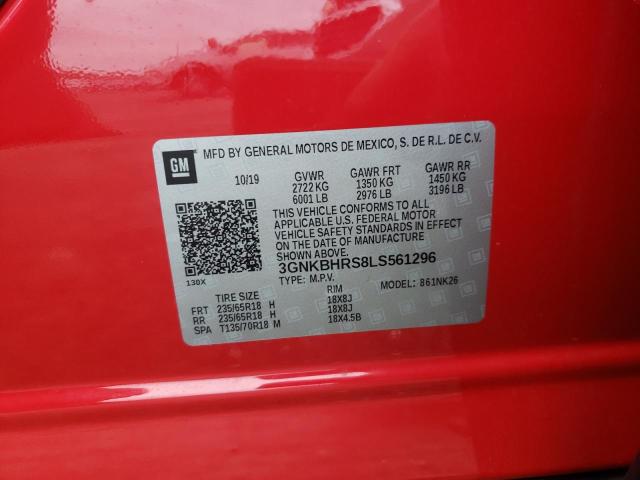 GM MFD BY GENERAL MOTORS DE MEXICO, S. DE R.L. DE C.V.
10/19 GVWR GAWR FRT GAWR RR
2722 KG 1350 KG 1450 KG
6001 LB 2976 LB 3196 LB
THIS VEHICLE CONFORMS TO ALL
APPLICABLE U.S. FEDERAL MOTOR
VEHICLE SAFETY STANDARDS IN EFFECT
ON THE DATE OF MANUFACTURE
SHOWN ABOVE.
3GNKBHRS8LS561296
130X TYPE: M.P.V. MODEL: 861NK26
TIRE SIZE RIM
FRT 235/65R18 H 18X8J
RR 235/65R18 H 18X8J
SPA T135/70R18 M 18X4.5B